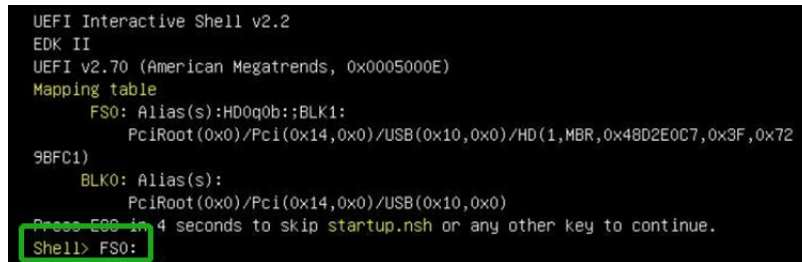 UEFI Interactive Shell v2.2
EDK II
UEFI v2.70 (American Megatrends, 0x0005000E)
Mapping table
FS0: Alias(s):HD0q0b:;BLK1:
PciRoot(0x0)/Pci(0x14,0x0)/USB(0x10,0x0)/HD(1,MBR,0x48D2E0C7,0x3F,0x72
9BFC1)
BLK0: Alias(s):
PciRoot(0x0)/Pci(0x14,0x0)/USB(0x10,0x0)
Press ESC in 4 seconds to skip startup.nsh or any other key to continue.
Shell> FS0: